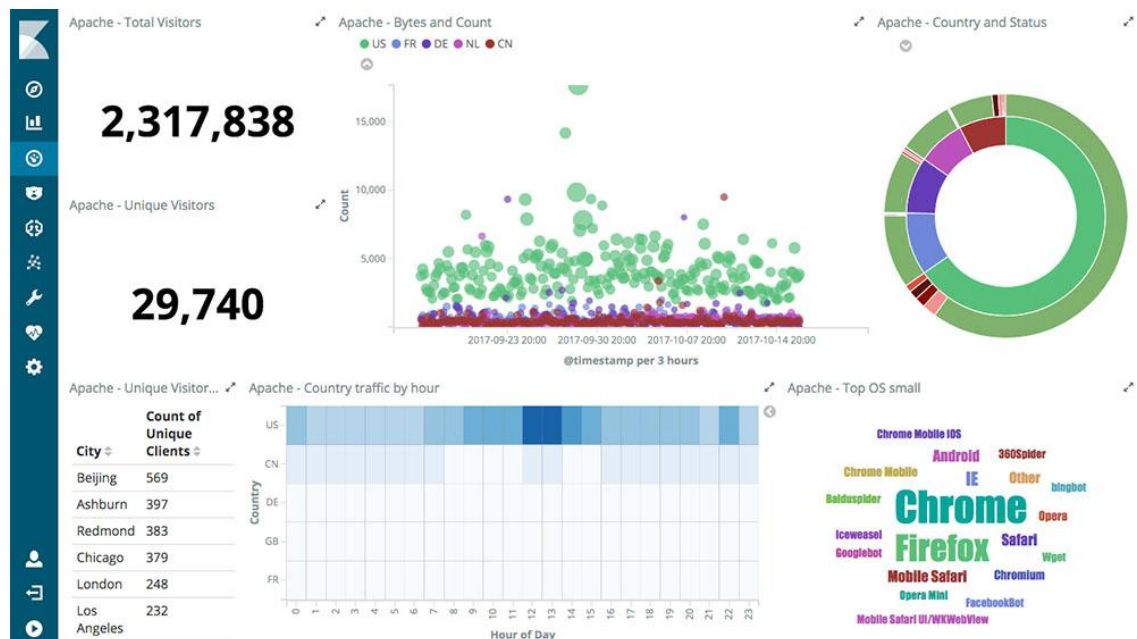 Apache - Total Visitors
2,317,838
Apache - Unique Visitors
29,740
Apache - Bytes and Count
US FR DE NL CN
15,000
10,000
5,000
0
Count
2017-09-23 20:00 2017-09-30 20:00 2017-10-07 20:00 2017-10-14 20:00
@timestamp per 3 hours
Apache - Country and Status
Apache - Unique Visitor...
City Count of
Unique
Clients
Beijing 569
Ashburn 397
Redmond 383
Chicago 379
London 248
Los 232
Angeles
Apache - Country traffic by hour
Country
US
CN
DE
GB
FR
0 1 2 3 4 5 6 7 8 9 10 11 12 13 14 15 16 17 18 19 20 21 22 23
Hour of Day
Apache - Top OS small
Chrome Mobile iOS
Android 360Spider
Chrome Mobile IE Other bingbot
Baiduspider Chrome Opera
Iceweasel Firefox Safari
Googlebot Wget
Mobile Safari Chromium
Opera Mini FacebookBot
Mobile Safari UI/WKWebView